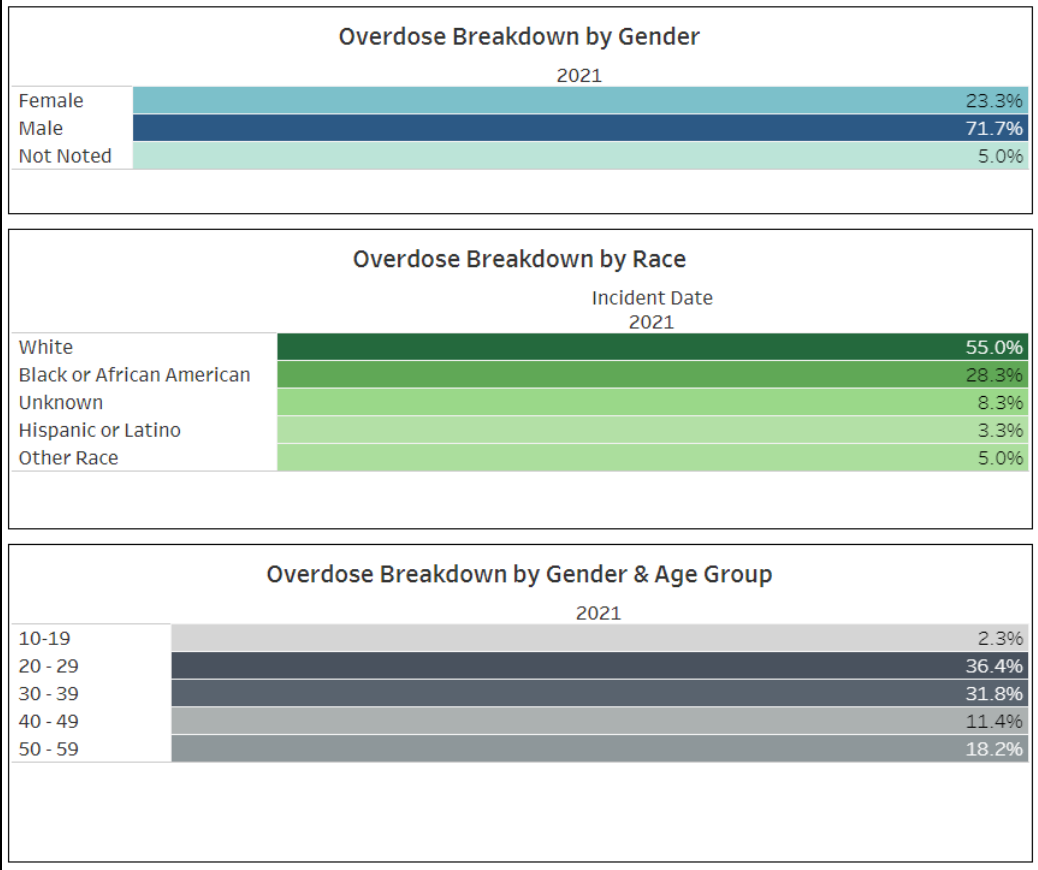 Overdose Breakdown by Gender
2021
Female 23.3%
Male 71.7%
Not Noted 5.0%
Overdose Breakdown by Race
Incident Date
2021
White 55.0%
Black or African American 28.3%
Unknown 8.3%
Hispanic or Latino 3.3%
Other Race 5.0%
Overdose Breakdown by Gender & Age Group
2021
10-19 2.3%
20 - 29 36.4%
30 - 39 31.8%
40 - 49 11.4%
50 - 59 18.2%